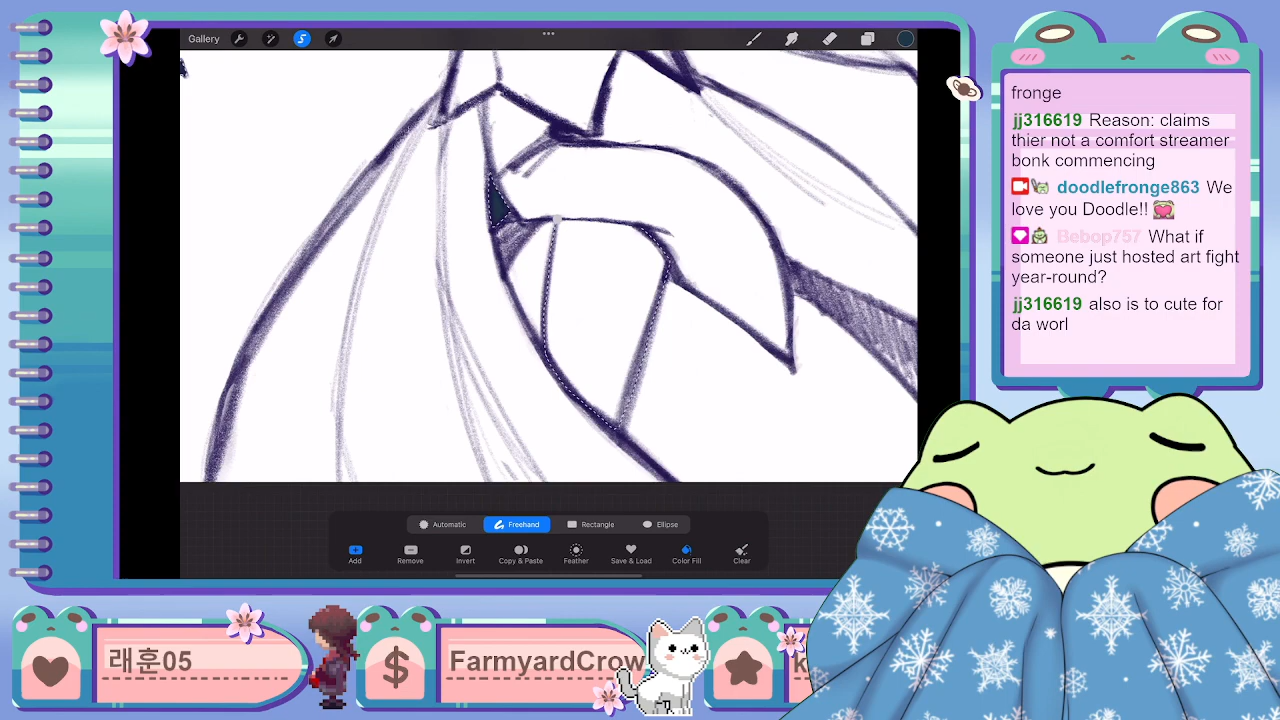 Gallery
fronge
jj316619 Reason: claims
thier not a comfort streamer
bonk commencing
doodlefronge863 We
love you Doodle!
Bebop757 What if
someone just hosted art fight
year-round?
jj316619 also is to cute for
da worl
Automatic Freehand Rectangle Ellipse
Add Remove Invert Copy & Paste Feather Save & Load Color Fill Clear
래훈05
FarmyardCrow
k